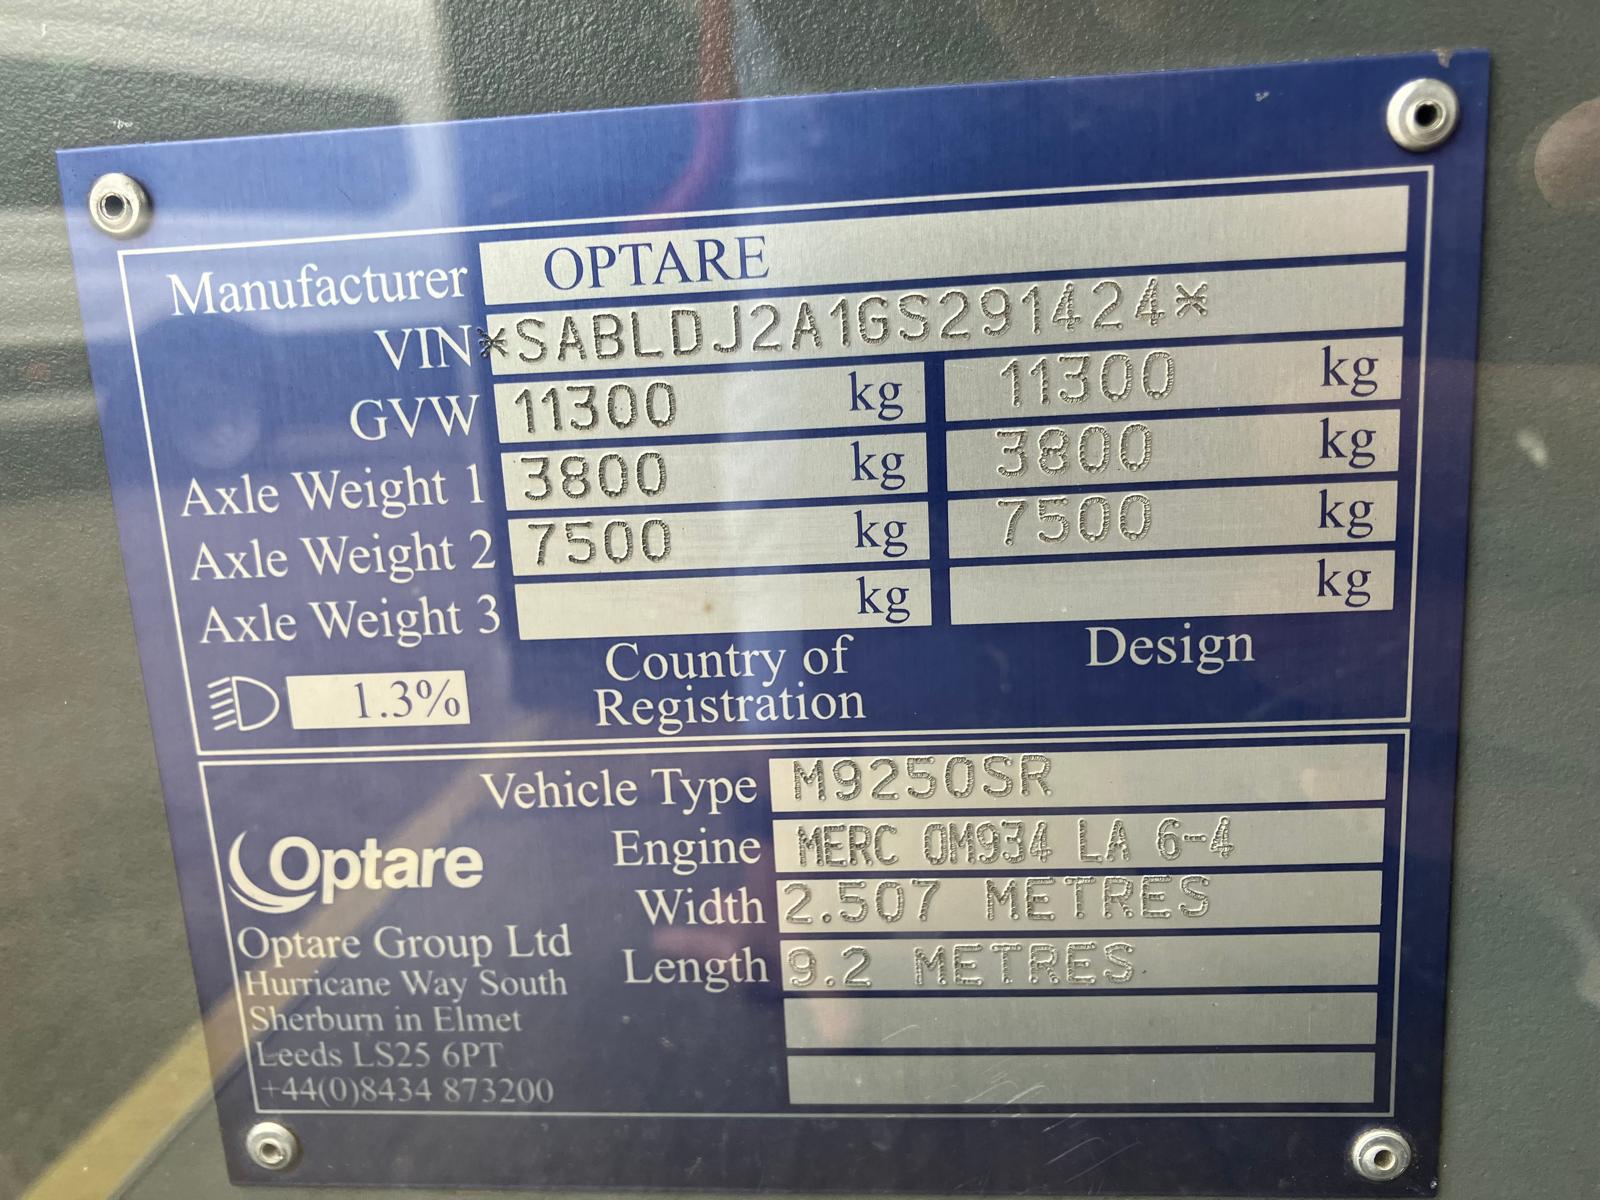 Manufacturer OPTARE
VIN *SABLDJ2A1GS291424*
GVW 11300 kg 11300 kg
Axle Weight 1 3800 kg 3800 kg
Axle Weight 2 7500 kg 7500 kg
Axle Weight 3 kg kg
1.3% Country of Registration Design
Vehicle Type M9250SR
Engine MERC OM934 LA 6-4
Width 2.507 METRES
Length 9.2 METRES
Optare
Optare Group Ltd
Hurricane Way South
Sherburn in Elmet
Leeds LS25 6PT
+44(0)8434 873200